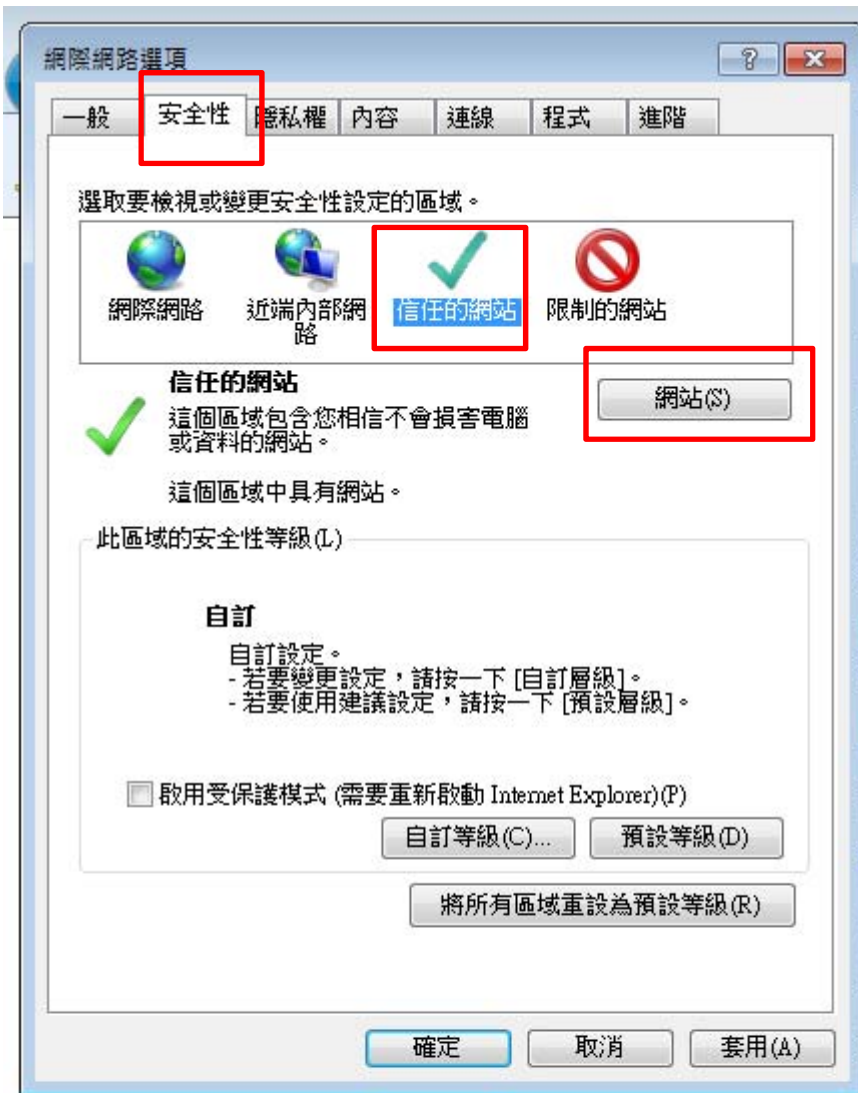 網際網路選項
一般 安全性 隱私權 內容 連線 程式 進階
選取要檢視或變更安全性設定的區域。
網際網路 近端內部網路 信任的網站 限制的網站
信任的網站
網站(S)
這個區域包含您相信不會損害電腦
或資料的網站。
這個區域中具有網站。
此區域的安全性等級(L)
自訂
自訂設定。
- 若要變更設定，請按一下 [自訂層級]。
- 若要使用建議設定，請按一下 [預設層級]。
啟用受保護模式 (需要重新啟動 Internet Explorer)(P)
自訂等級(C)... 預設等級(D)
將所有區域重設為預設等級(R)
確定 取消 套用(A)